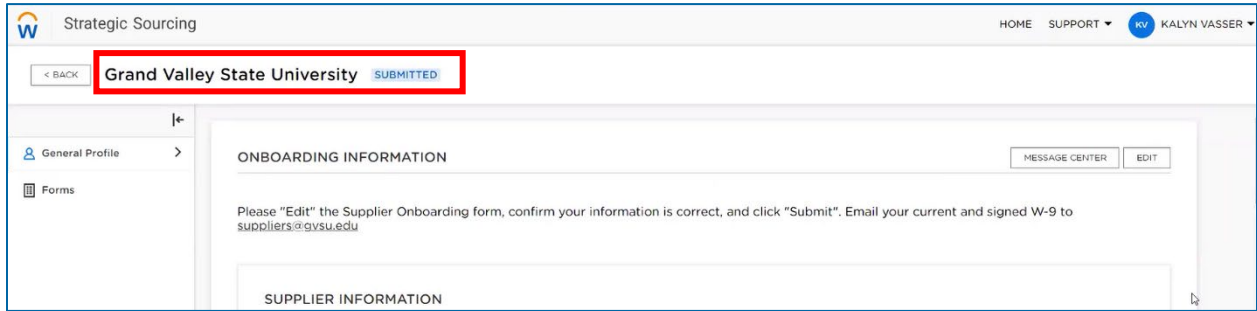 Strategic Sourcing
HOME SUPPORT KV KALYN VASSER
< BACK Grand Valley State University SUBMITTED
General Profile
ONBOARDING INFORMATION MESSAGE CENTER EDIT
Forms
Please "Edit" the Supplier Onboarding form, confirm your information is correct, and click "Submit". Email your current and signed W-9 to
suppliers@gvsu.edu
SUPPLIER INFORMATION